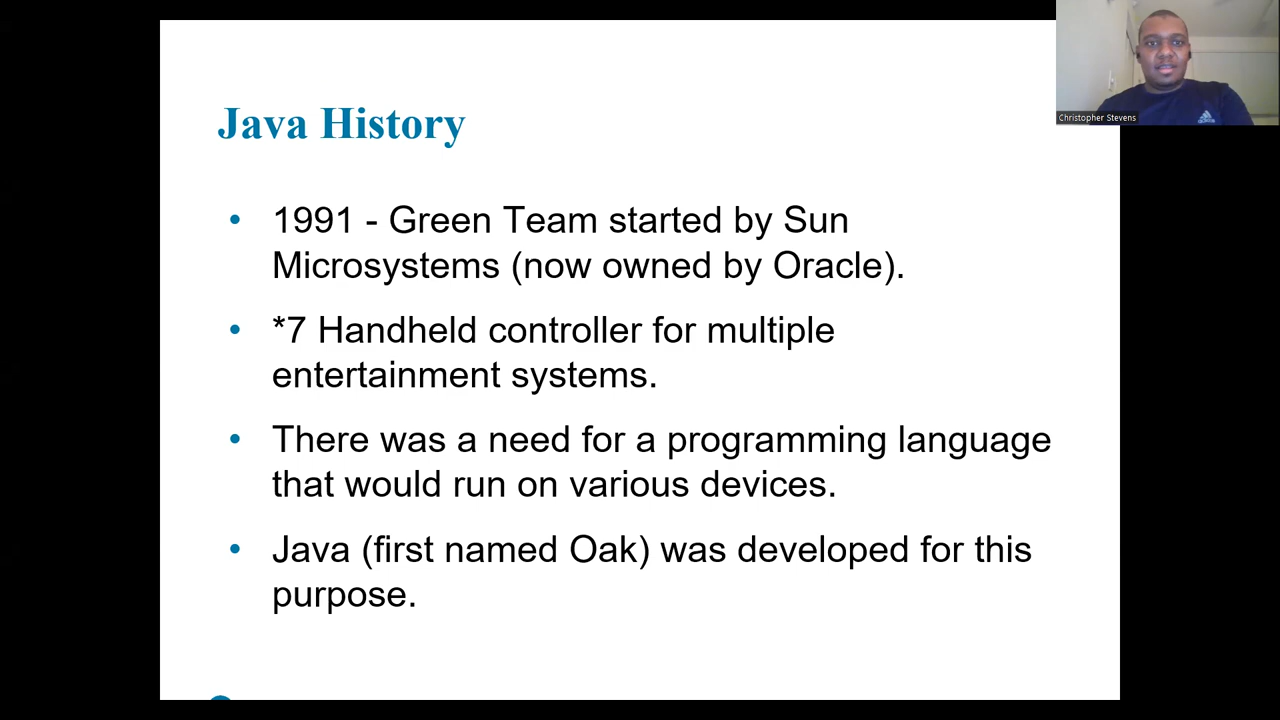 Java History
Christopher Stevens
• 1991 - Green Team started by Sun
Microsystems (now owned by Oracle).
• *7 Handheld controller for multiple
entertainment systems.
• There was a need for a programming language
that would run on various devices.
• Java (first named Oak) was developed for this
purpose.